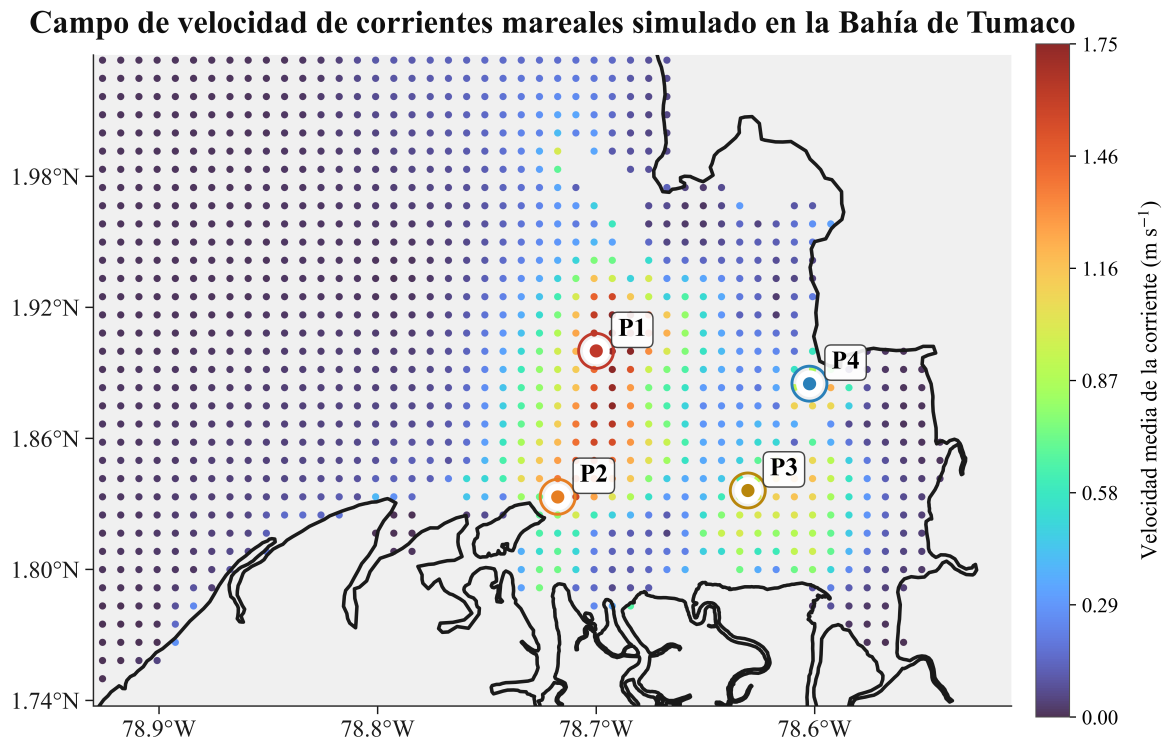 Campo de velocidad de corrientes mareales simulado en la Bahía de Tumaco
1.98°N
1.92°N
1.86°N
1.80°N
1.74°N
78.9°W
78.8°W
78.7°W
78.6°W
P1
P4
P2
P3
1.75
1.46
1.16
0.87
0.58
0.29
0.00
Velocidad media de la corriente (m s⁻¹)